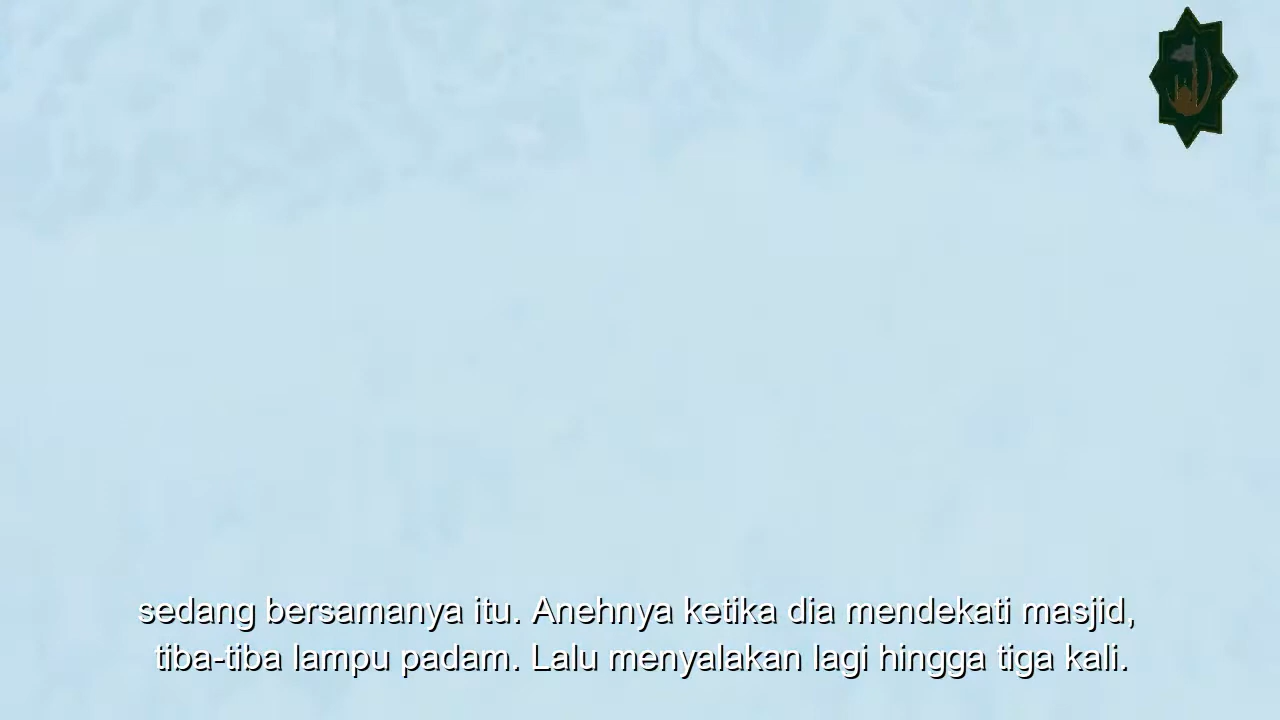 sedang bersamanya itu. Anehnya ketika dia mendekati masjid,
tiba-tiba lampu padam. Lalu menyalakan lagi hingga tiga kali.